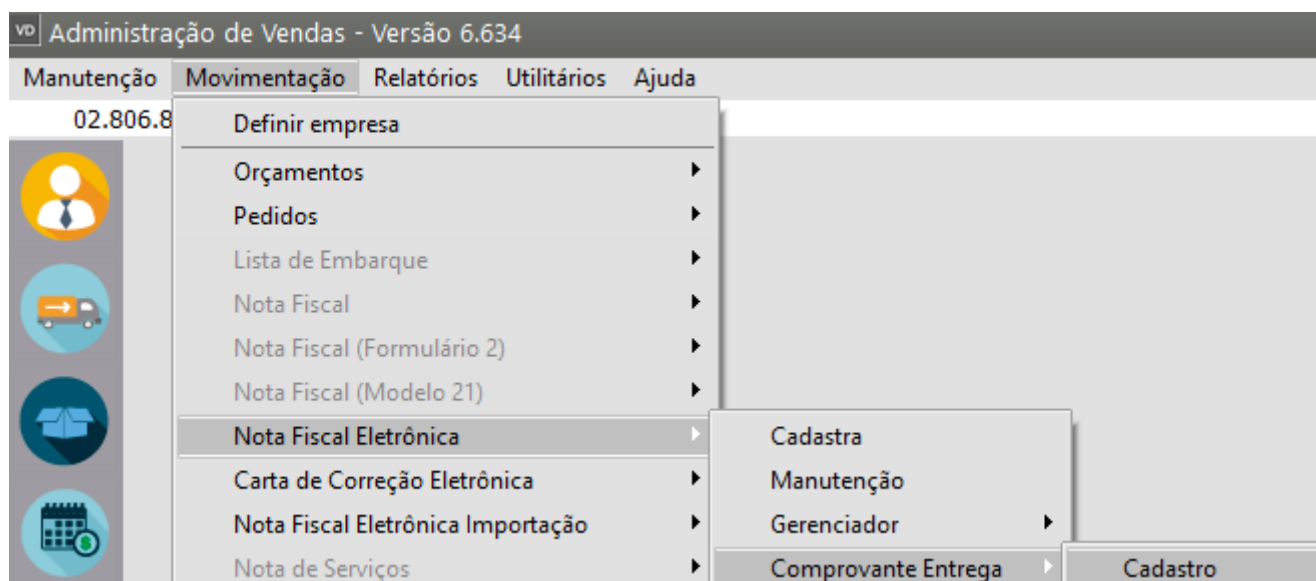 VD Administração de Vendas - Versão 6.634
Manutenção Movimentação Relatórios Utilitários Ajuda
02.806.8
Definir empresa
Orçamentos
Pedidos
Lista de Embarque
Nota Fiscal
Nota Fiscal (Formulário 2)
Nota Fiscal (Modelo 21)
Nota Fiscal Eletrônica Cadastra
Carta de Correção Eletrônica Manutenção
Nota Fiscal Eletrônica Importação Gerenciador
Nota de Serviços Comprovante Entrega Cadastro